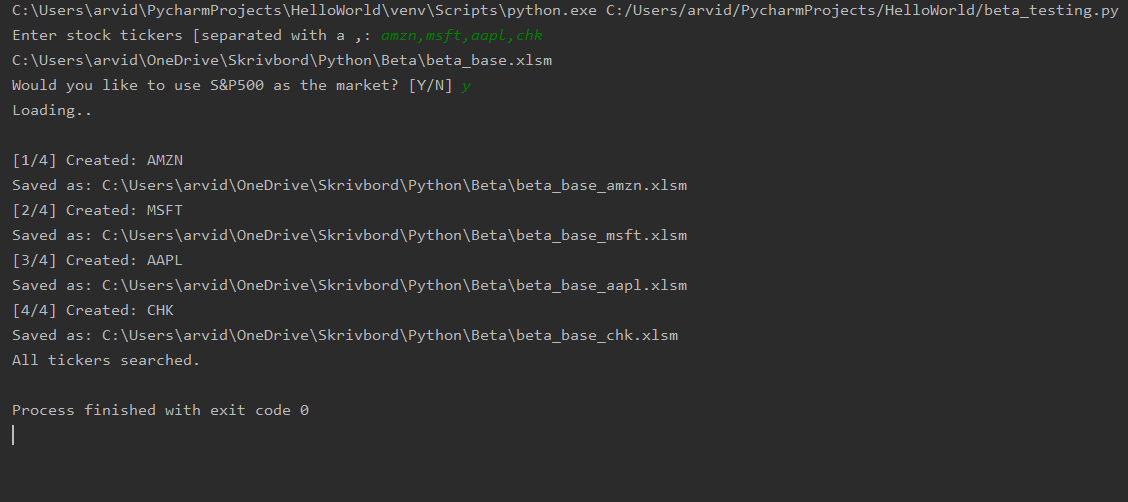 C:\Users\arvid\PycharmProjects\HelloWorld\venv\Scripts\python.exe C:/Users/arvid/PycharmProjects/HelloWorld/beta_testing.py
Enter stock tickers [separated with a ,: amzn,msft,aapl,chk
C:\Users\arvid\OneDrive\Skrivbord\Python\Beta\beta_base.xlsm
Would you like to use S&P500 as the market? [Y/N] y
Loading..
[1/4] Created: AMZN
Saved as: C:\Users\arvid\OneDrive\Skrivbord\Python\Beta\beta_base_amzn.xlsm
[2/4] Created: MSFT
Saved as: C:\Users\arvid\OneDrive\Skrivbord\Python\Beta\beta_base_msft.xlsm
[3/4] Created: AAPL
Saved as: C:\Users\arvid\OneDrive\Skrivbord\Python\Beta\beta_base_aapl.xlsm
[4/4] Created: CHK
Saved as: C:\Users\arvid\OneDrive\Skrivbord\Python\Beta\beta_base_chk.xlsm
All tickers searched.
Process finished with exit code 0